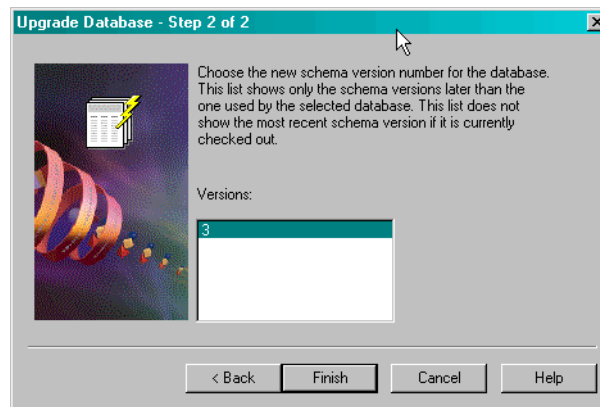 Upgrade Database - Step 2 of 2
Choose the new schema version number for the database.
This list shows only the schema versions later than the
one used by the selected database. This list does not
show the most recent schema version if it is currently
checked out.
Versions:
3
< Back
Finish
Cancel
Help